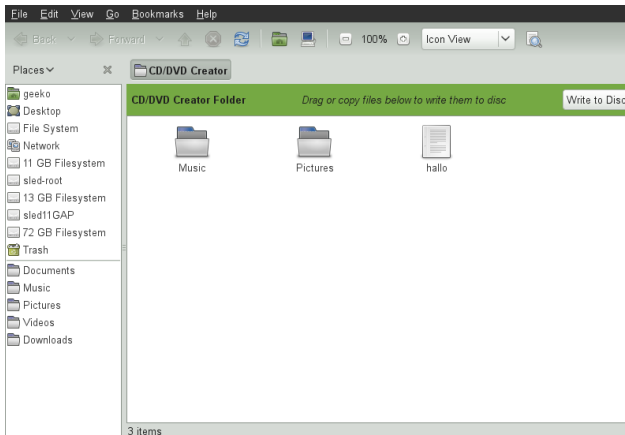 File Edit View Go Bookmarks Help
Back Forward 100% Icon View
Places CD/DVD Creator
geeko
Desktop
File System
Network
11 GB Filesystem
sled-root
13 GB Filesystem
sled11GAP
72 GB Filesystem
Trash
Documents
Music
Pictures
Videos
Downloads
CD/DVD Creator Folder Drag or copy files below to write them to disc Write to Disc
Music Pictures hallo
3 items